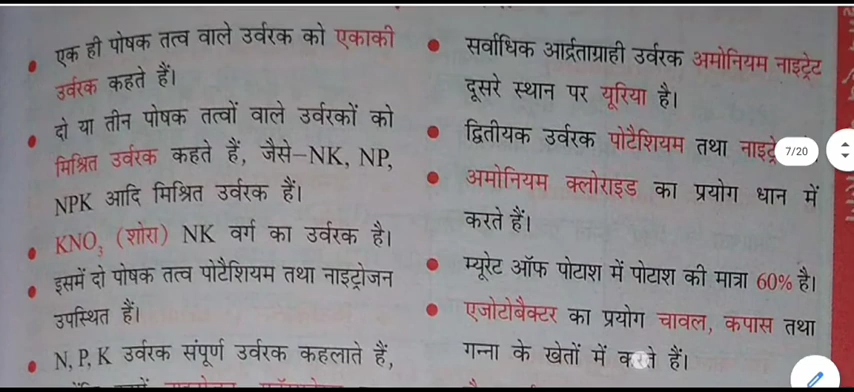 एक ही पोषक तत्व वाले उर्वरक को एकाकी
उर्वरक कहते हैं।
दो या तीन पोषक तत्वों वाले उर्वरकों को
मिश्रित उर्वरक कहते हैं, जैसे–NK, NP,
NPK आदि मिश्रित उर्वरक हैं।
KNO₃ (शोरा) NK वर्ग का उर्वरक है।
इसमें दो पोषक तत्व पोटैशियम तथा नाइट्रोजन
उपस्थित हैं।
N, P, K उर्वरक संपूर्ण उर्वरक कहलाते हैं,
सर्वाधिक आर्द्रताग्राही उर्वरक अमोनियम नाइट्रेट
दूसरे स्थान पर यूरिया है।
द्वितीयक उर्वरक पोटैशियम तथा
7/20
अमोनियम क्लोराइड का प्रयोग धान में
करते हैं।
म्यूरेट ऑफ पोटाश में पोटाश की मात्रा 60% है।
एजोटोबैक्टर का प्रयोग चावल, कपास तथा
गन्ना के खेतों में करते हैं।